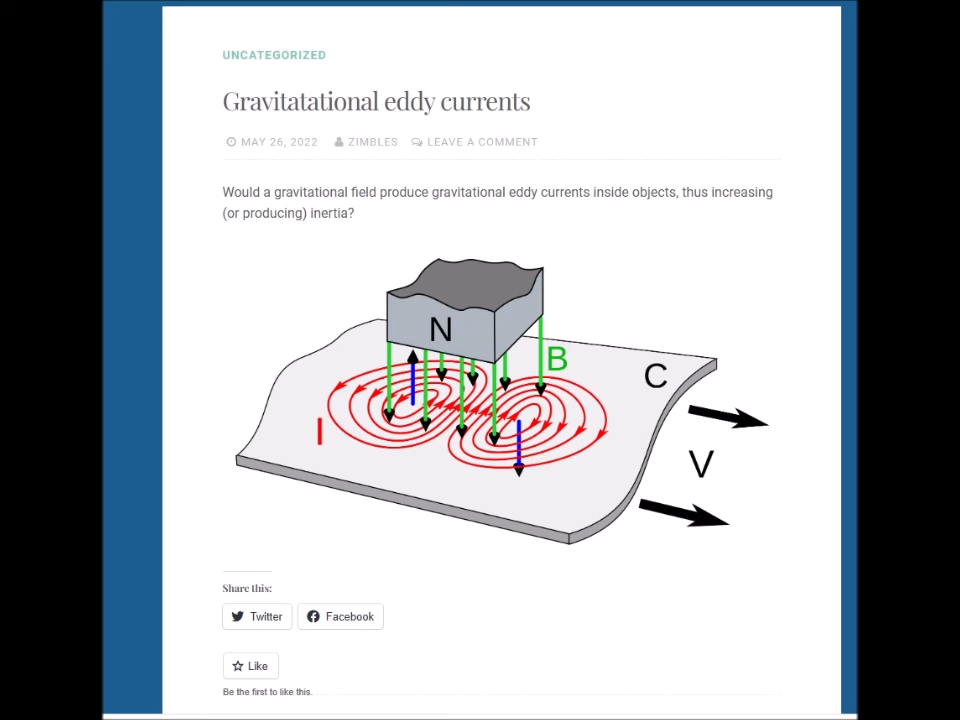 UNCATEGORIZED
Gravitatational eddy currents
MAY 26, 2022 ZIMBLES LEAVE A COMMENT
Would a gravitational field produce gravitational eddy currents inside objects, thus increasing
(or producing) inertia?
N
B
C
I
V
Share this:
Twitter Facebook
Like
Be the first to like this.